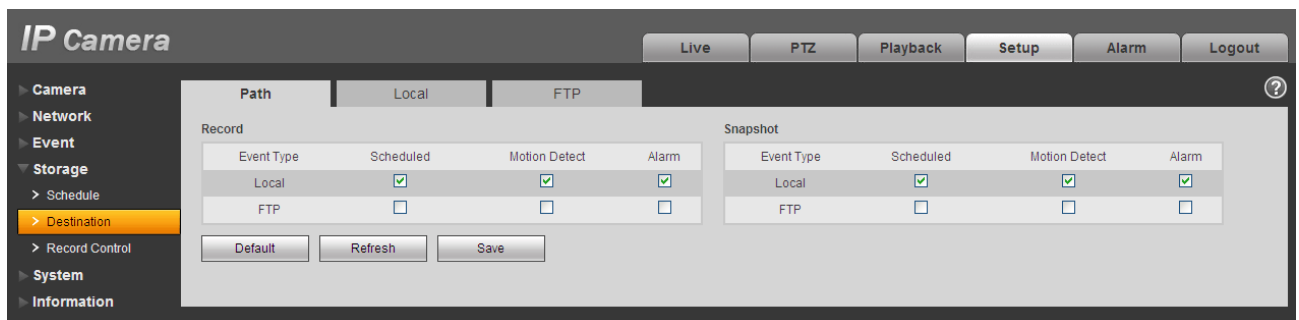 IP Camera
Live PTZ Playback Setup Alarm Logout
Camera
Network
Event
Storage
> Schedule
> Destination
> Record Control
System
Information
Path Local FTP
?
Record
Event Type Scheduled Motion Detect Alarm
Local
FTP
Default Refresh Save
Snapshot
Event Type Scheduled Motion Detect Alarm
Local
FTP